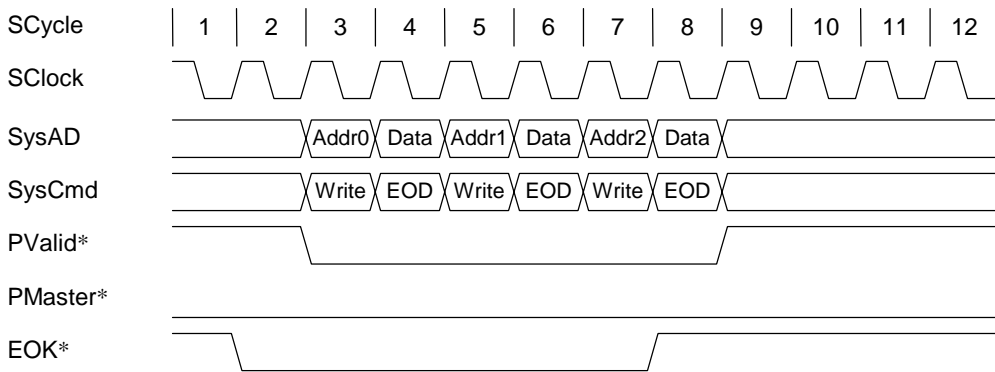 SCycle 1 2 3 4 5 6 7 8 9 10 11 12
SClock
SysAD Addr0 Data Addr1 Data Addr2 Data
SysCmd Write EOD Write EOD Write EOD
PValid*
PMaster*
EOK*